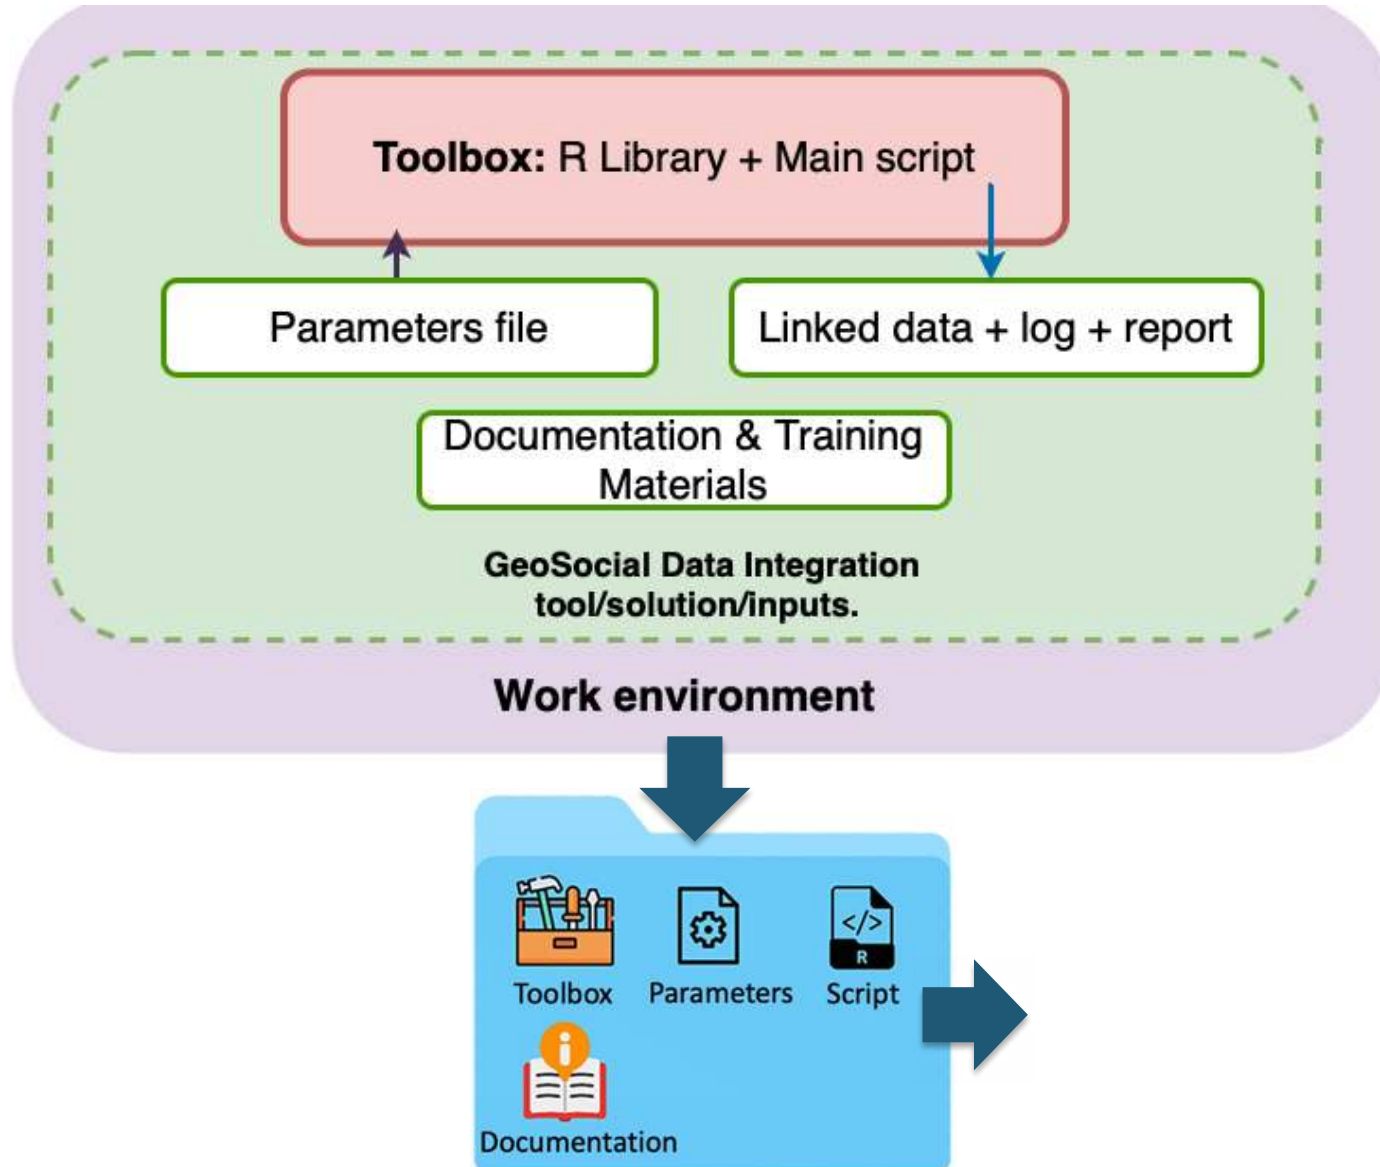 Toolbox: R Library + Main script
Parameters file
Linked data + log + report
Documentation & Training
Materials
GeoSocial Data Integration
tool/solution/inputs.
Work environment
Toolbox
Parameters
</>
R
Script
i
Documentation